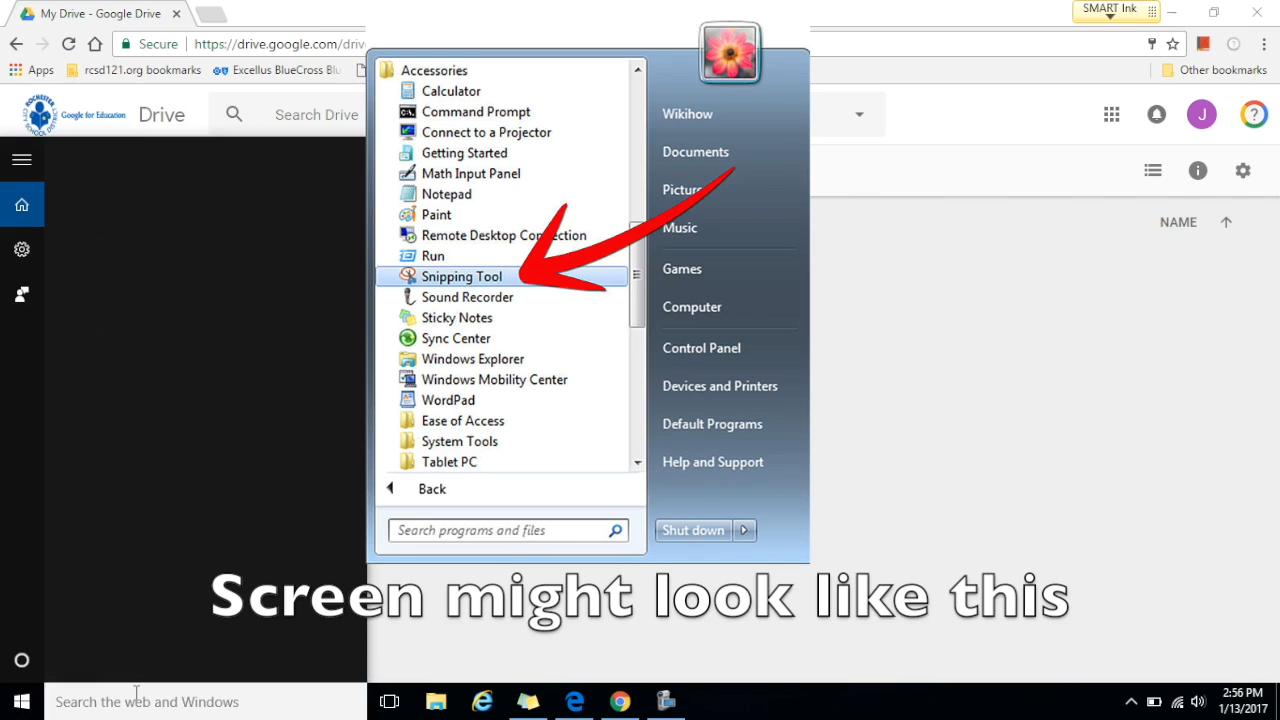 My Drive - Google Drive
SMART Ink
Secure
https://drive.google.com/driv
Apps
rcsd121.org bookmarks
Excellus BlueCross Bl
Other bookmarks
Google for Education
Drive
Search Drive
J
NAME
Accessories
Calculator
Command Prompt
Connect to a Projector
Getting Started
Math Input Panel
Notepad
Paint
Remote Desktop Connection
Run
Snipping Tool
Sound Recorder
Sticky Notes
Sync Center
Windows Explorer
Windows Mobility Center
WordPad
Ease of Access
System Tools
Tablet PC
Back
Search programs and files
Wikihow
Documents
Pictur
Music
Games
Computer
Control Panel
Devices and Printers
Default Programs
Help and Support
Shut down
Screen might look like this
Search the web and Windows
2:56 PM
1/13/2017